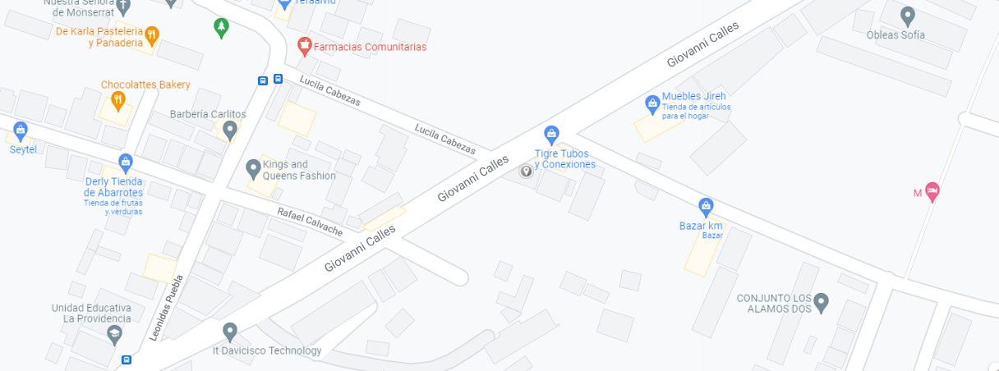 Nuestra Señora
de Monserrat
Terraalvid
De Karla Pasteleria
y Panaderia
Farmacias Comunitarias
Giovanni Calles
Obleas Sofía
Chocolattes Bakery
Lucila Cabezas
Muebles Jireh
Tienda de artículos
para el hogar
Barbería Carlitos
Lucila Cabezas
Seytel
Tigre Tubos
y Conexiones
Kings and
Queens Fashion
Giovanni Calles
Derly Tienda
de Abarrotes
Tienda de frutas
y verduras
M
Rafael Calvache
Bazar km
Bazar
Giovanni Calles
Leonidas Puebla
CONJUNTO LOS
ALAMOS DOS
Unidad Educativa
La Providencia
It Davicisco Technology